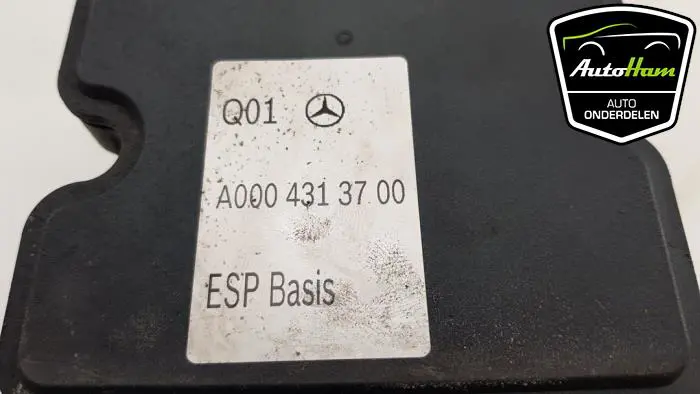 Q01
A000 431 37 00
ESP Basis
AutoHam
AUTO
ONDERDELEN